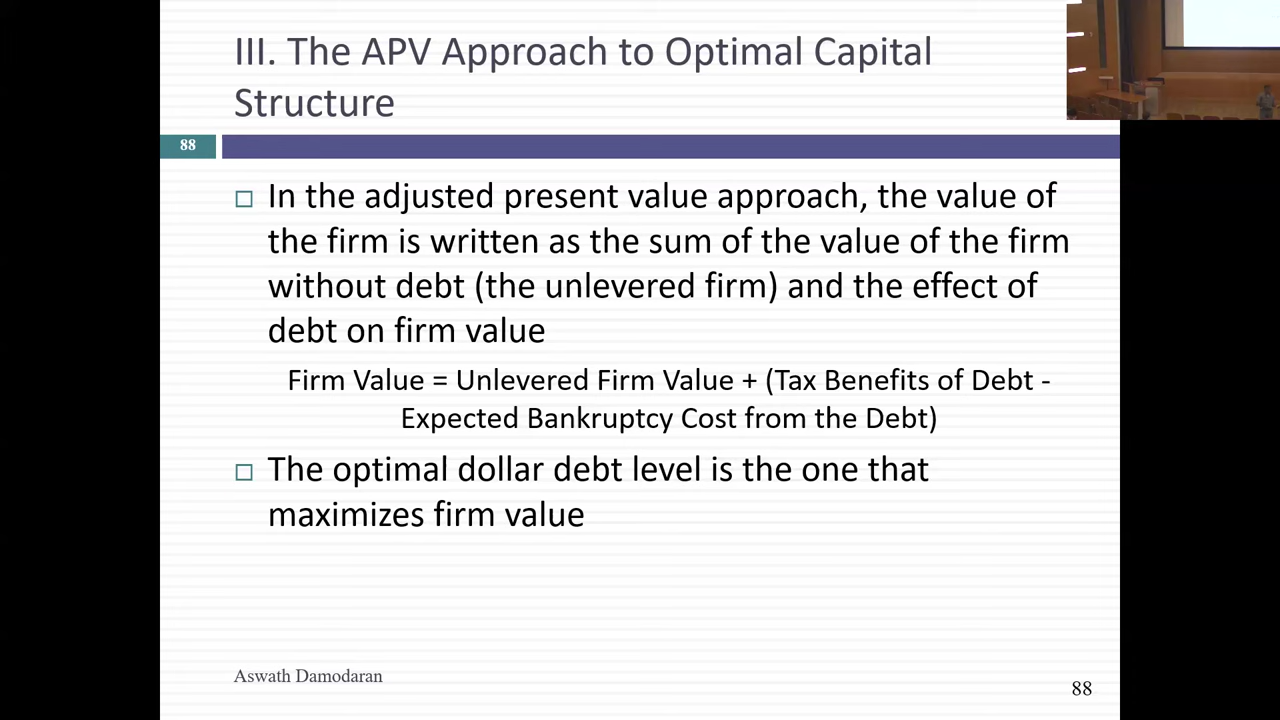 III. The APV Approach to Optimal Capital
Structure
88
In the adjusted present value approach, the value of
the firm is written as the sum of the value of the firm
without debt (the unlevered firm) and the effect of
debt on firm value
Firm Value = Unlevered Firm Value + (Tax Benefits of Debt -
Expected Bankruptcy Cost from the Debt)
The optimal dollar debt level is the one that
maximizes firm value
Aswath Damodaran
88